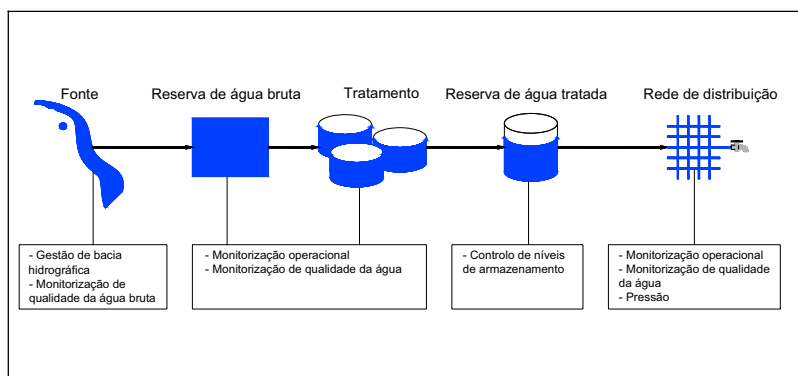 Fonte
Reserva de água bruta
Tratamento
Reserva de água tratada
Rede de distribuição
- Gestão de bacia
hidrográfica
- Monitorização de
qualidade da água bruta
- Monitorização operacional
- Monitorização de qualidade da água
- Controlo de níveis
de armazenamento
- Monitorização operacional
- Monitorização de qualidade
da água
- Pressão